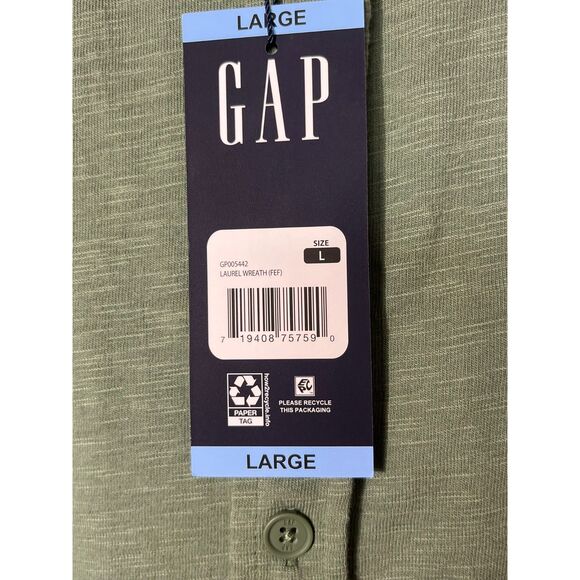 LARGE
GAP
SIZE
L
GP005442
LAUREL WREATH (FEF)
7 19408 75759 0
how2recycle.info
PAPER
TAG
PLEASE RECYCLE
THIS PACKAGING
LARGE